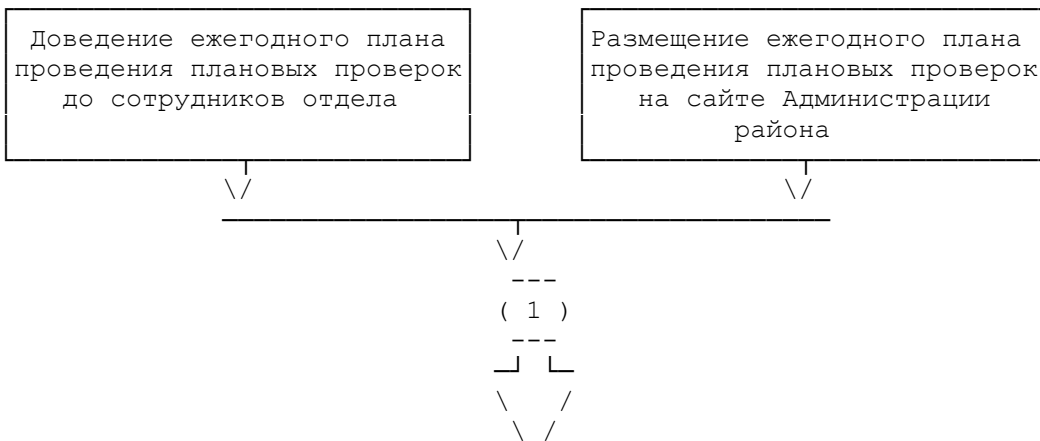 Доведение ежегодного плана
проведения плановых проверок
до сотрудников отдела
Размещение ежегодного плана
проведения плановых проверок
на сайте Администрации
района
( 1 )